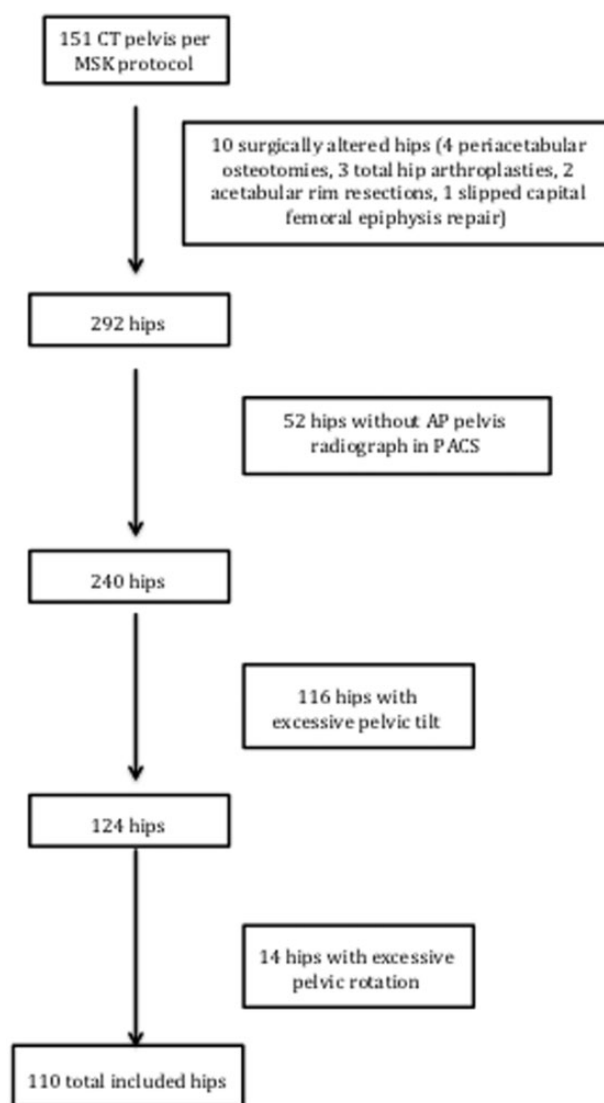 151 CT pelvis per
MSK protocol
10 surgically altered hips (4 periacetabular
osteotomies, 3 total hip arthroplasties, 2
acetabular rim resections, 1 slipped capital
femoral epiphysis repair)
292 hips
52 hips without AP pelvis
radiograph in PACS
240 hips
116 hips with
excessive pelvic tilt
124 hips
14 hips with excessive
pelvic rotation
110 total included hips